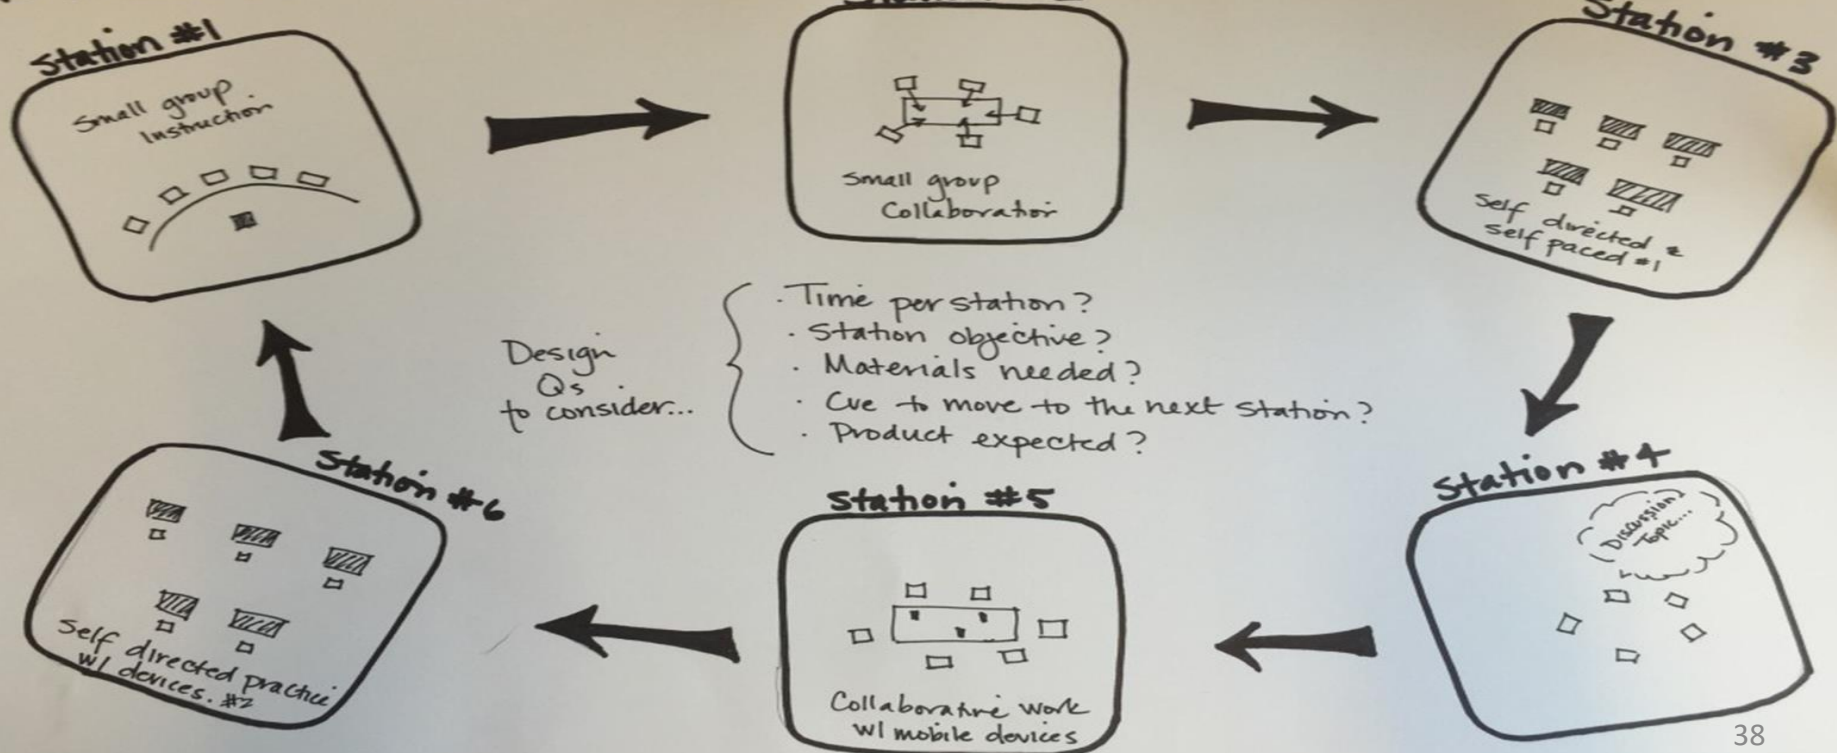 Station #1
Small group
Instruction
Small group
Collaboration
Station #3
Self directed &
Self paced #1
Design
Qs
to consider...
. Time per station?
. Station objective?
. Materials needed?
. Cue to move to the next station?
. Product expected?
Station #4
Discussion
Topic...
Station #5
Collaborative work
w/ mobile devices
Station #6
Self directed practice
w/ devices. #2
38